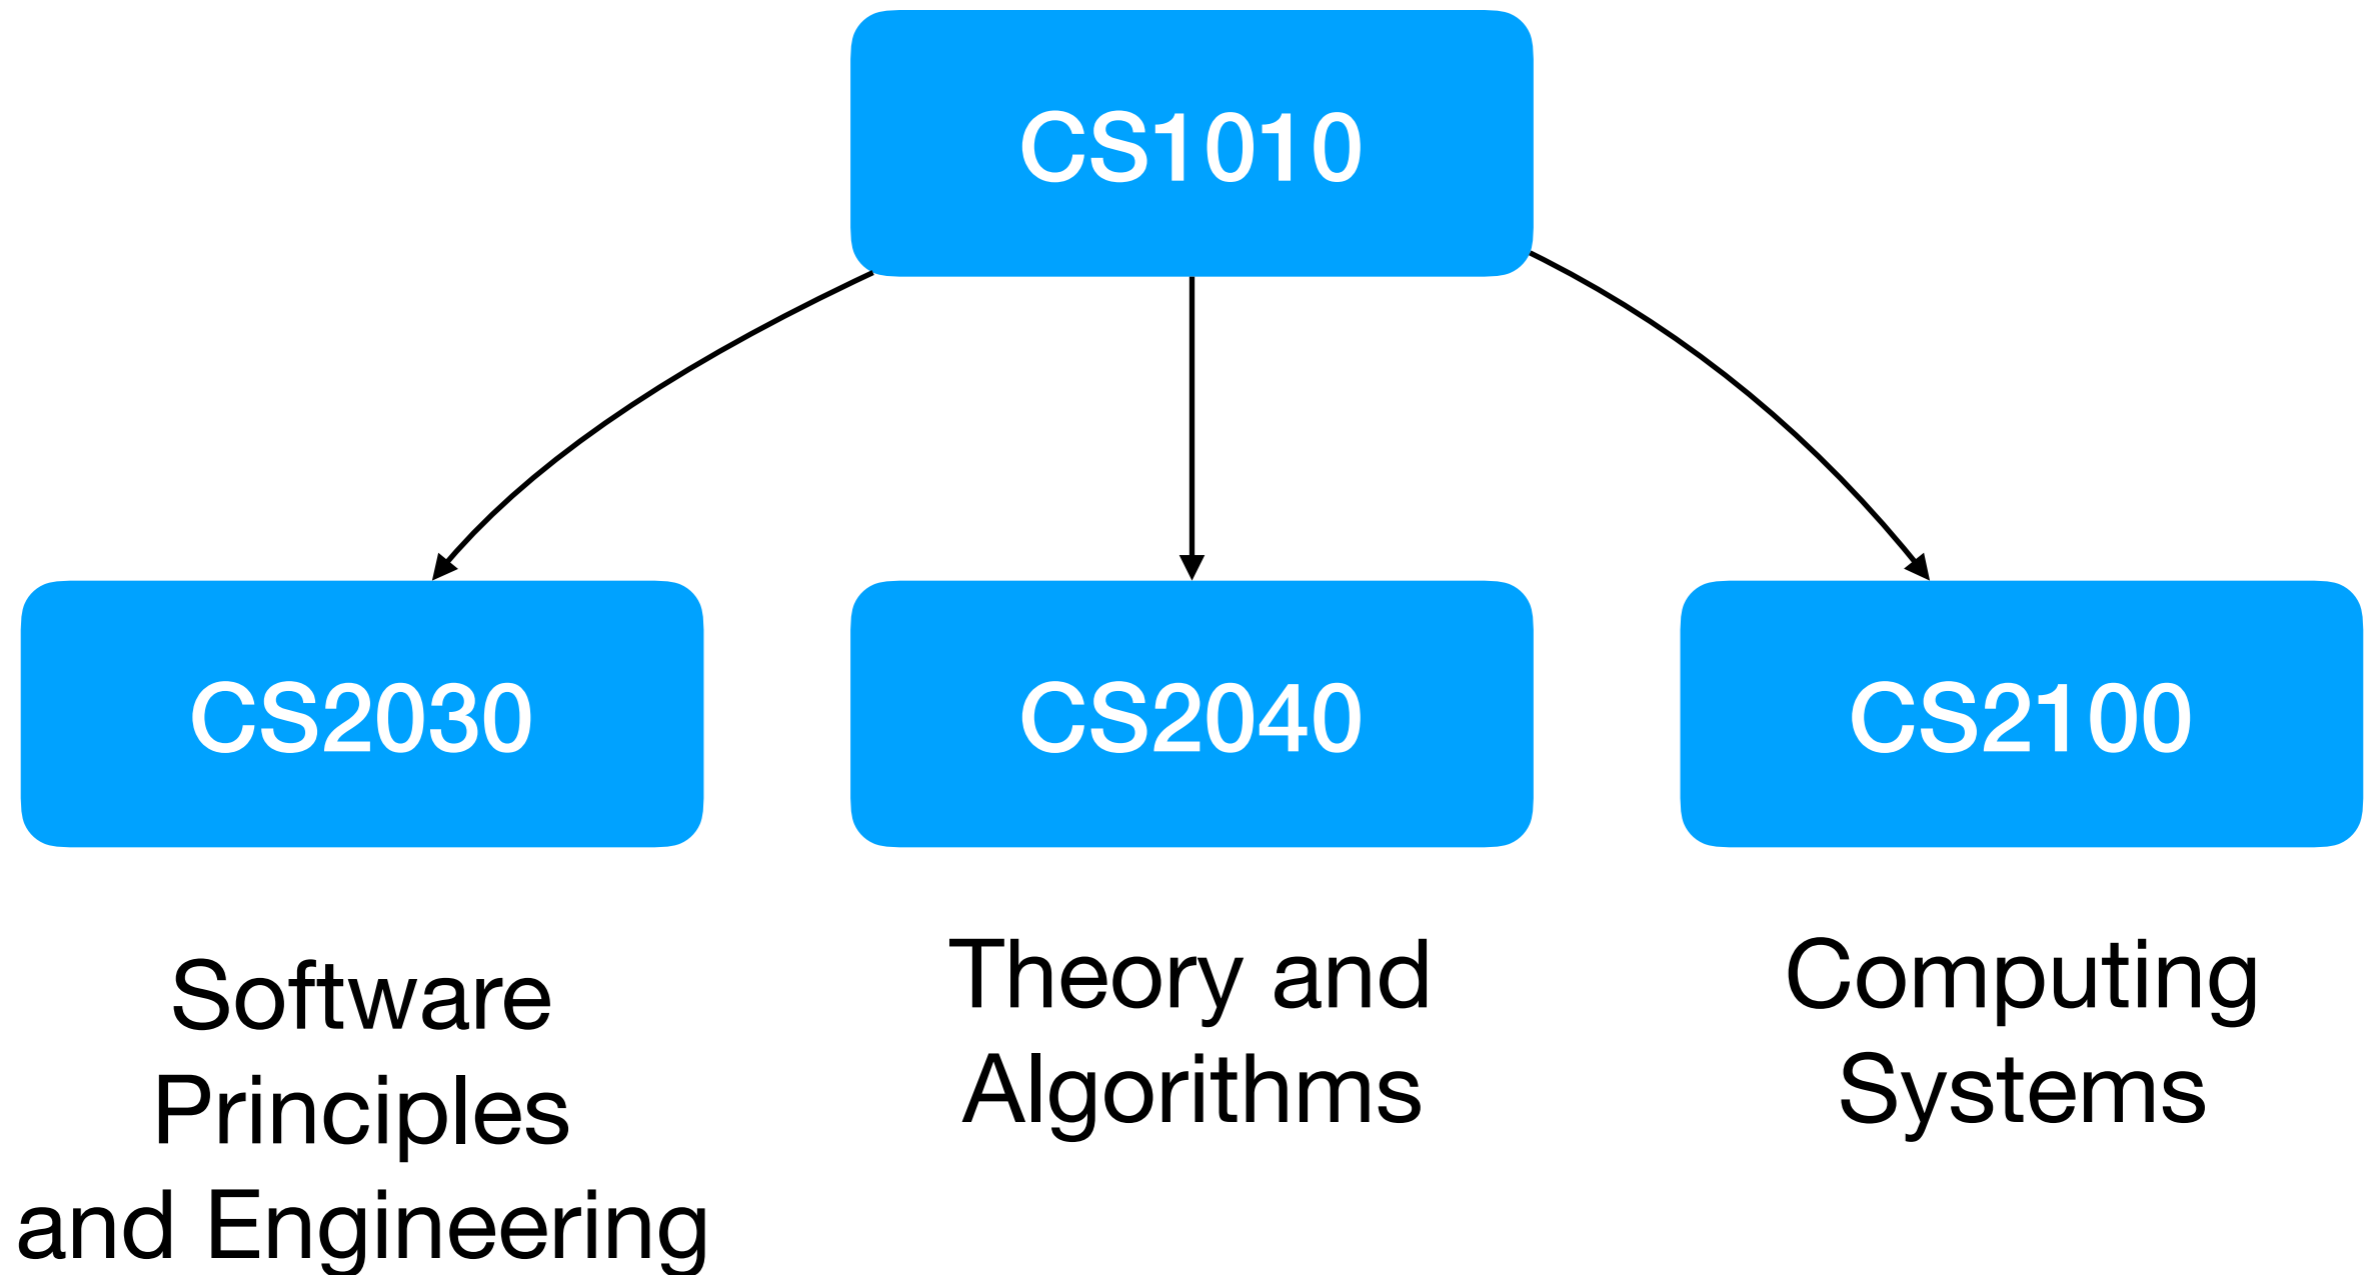 CS1010
CS2030
CS2040
CS2100
Software
Principles
and Engineering
Theory and
Algorithms
Computing
Systems